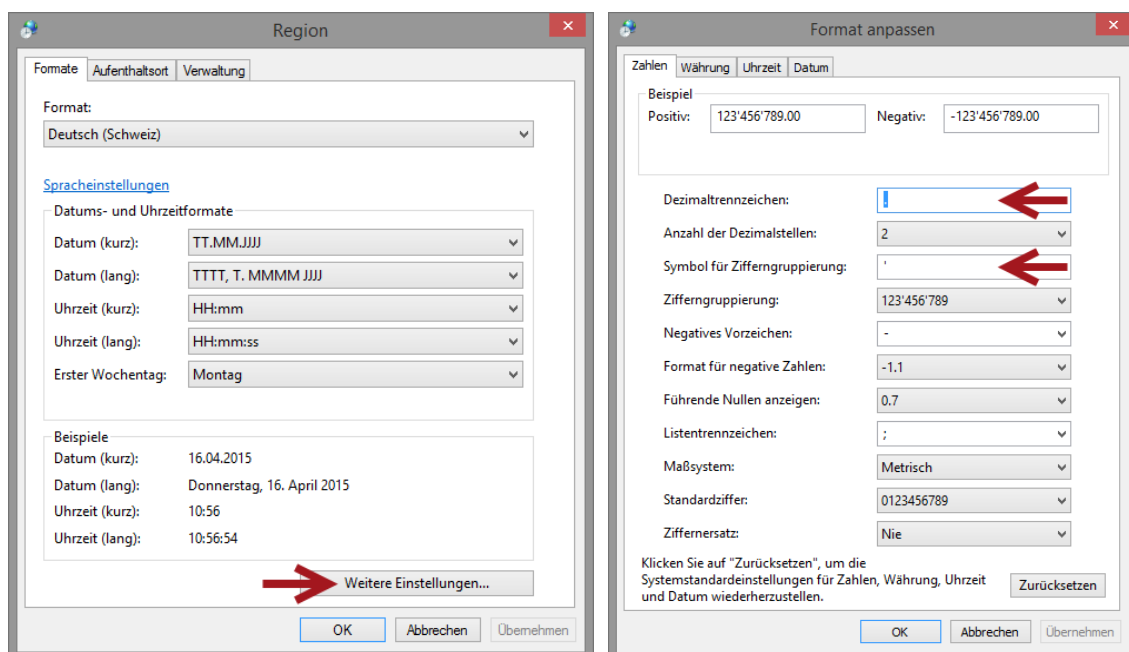 Region
Formate Aufenthaltsort Verwaltung
Format:
Deutsch (Schweiz)
Spracheinstellungen
Datums- und Uhrzeitformate
Datum (kurz): TT.MM.JJJJ
Datum (lang): TTTT, T. MMMM JJJJ
Uhrzeit (kurz): HH:mm
Uhrzeit (lang): HH:mm:ss
Erster Wochentag: Montag
Beispiele
Datum (kurz): 16.04.2015
Datum (lang): Donnerstag, 16. April 2015
Uhrzeit (kurz): 10:56
Uhrzeit (lang): 10:56:54
Weitere Einstellungen...
OK Abbrechen Übernehmen
Format anpassen
Zahlen Währung Uhrzeit Datum
Beispiel
Positiv: 123'456'789.00 Negativ: -123'456'789.00
Dezimaltrennzeichen: .
Anzahl der Dezimalstellen: 2
Symbol für Zifferngruppierung: '
Zifferngruppierung: 123'456'789
Negatives Vorzeichen: -
Format für negative Zahlen: -1.1
Führende Nullen anzeigen: 0.7
Listentrennzeichen: ;
Maßsystem: Metrisch
Standardziffer: 0123456789
Ziffernersatz: Nie
Klicken Sie auf "Zurücksetzen", um die
Systemstandardeinstellungen für Zahlen, Währung, Uhrzeit
und Datum wiederherzustellen.
Zurücksetzen
OK Abbrechen Übernehmen